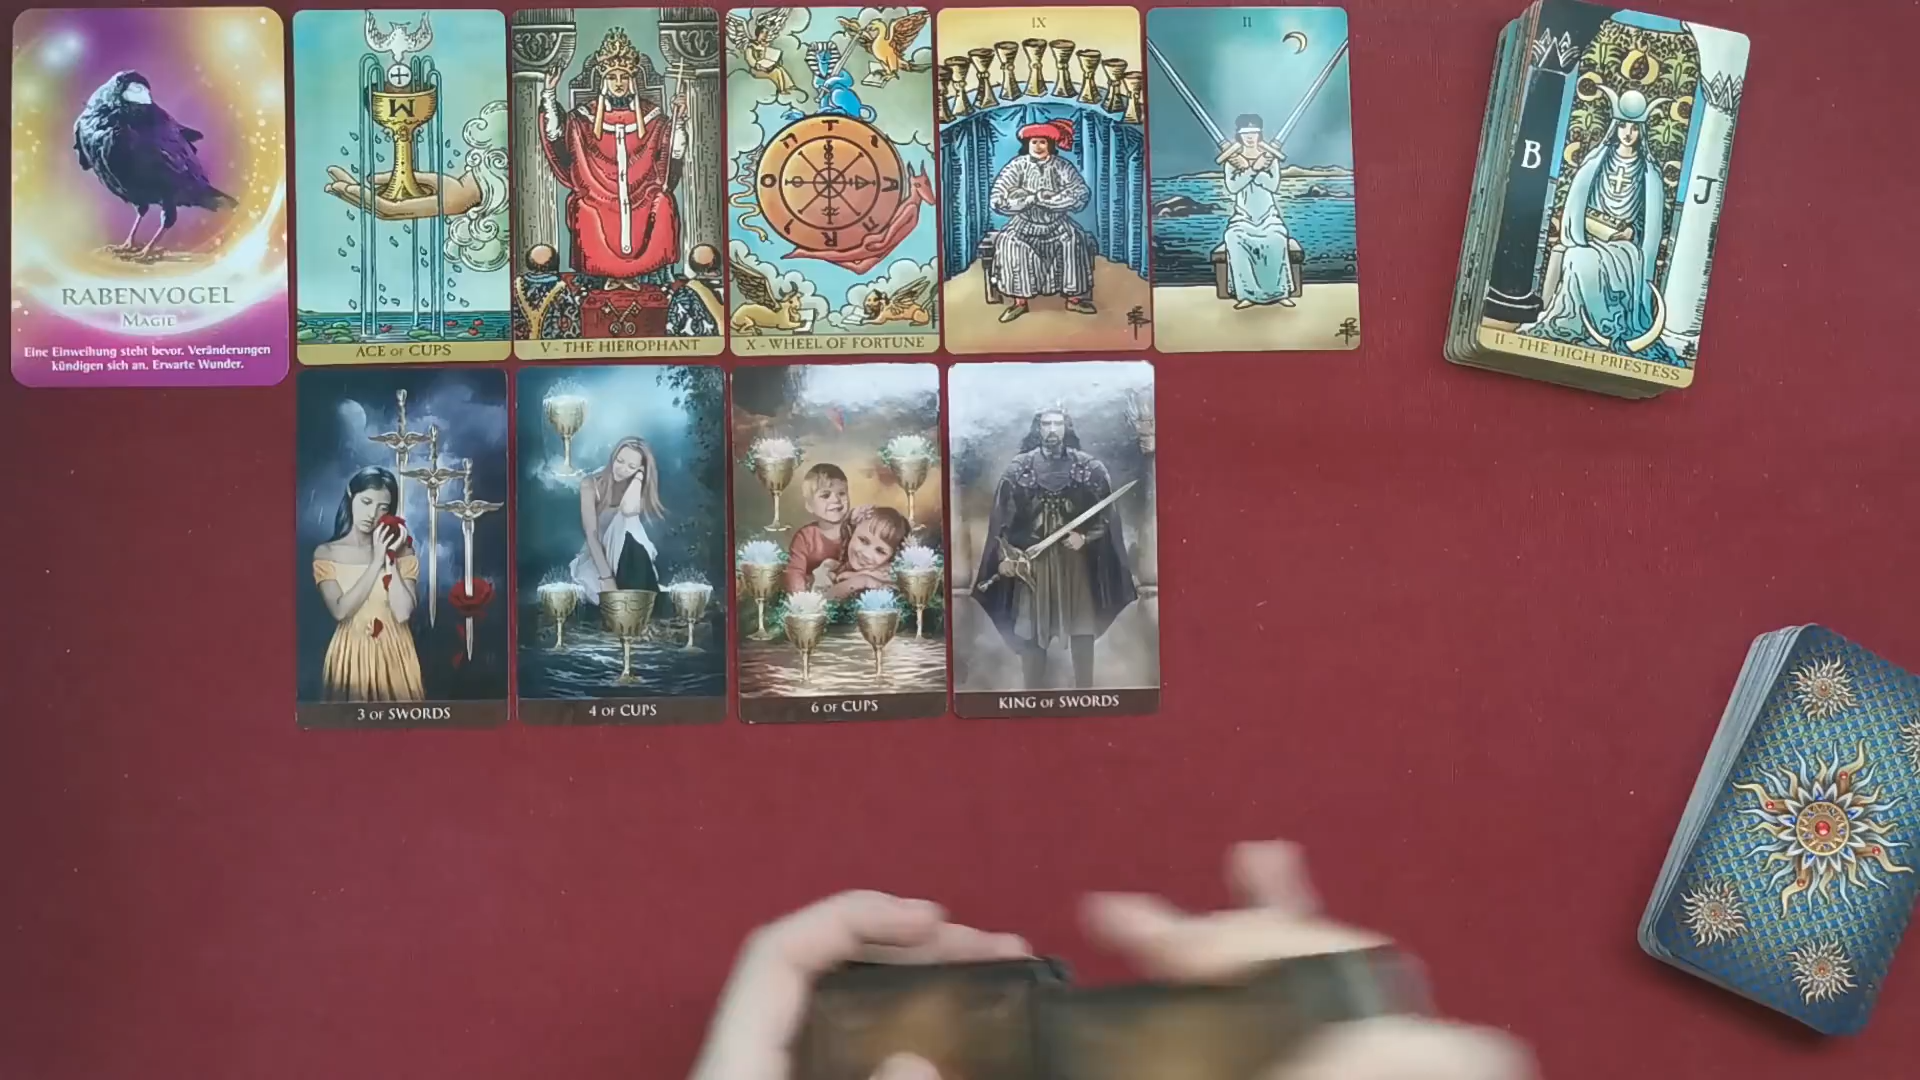 RABENVOGEL
MAGIE
Eine Einweihung steht bevor. Veränderungen
kündigen sich an. Erwarte Wunder.
ACE OF CUPS
V - THE HIEROPHANT
X - WHEEL OF FORTUNE
IX
II
B
J
II - THE HIGH PRIESTESS
3 OF SWORDS
4 OF CUPS
6 OF CUPS
KING OF SWORDS